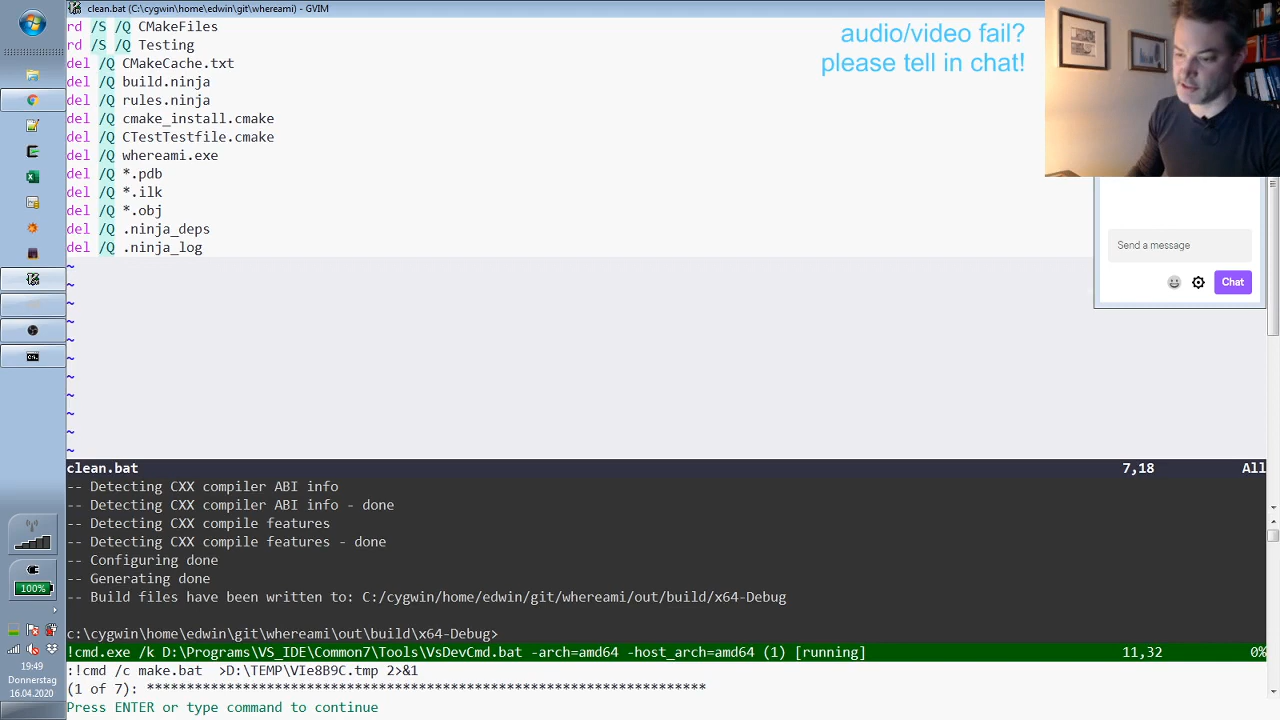 clean.bat (C:\cygwin\home\edwin\git\whereami) - GVIM
rd /S /Q CMakeFiles
rd /S /Q Testing
del /Q CMakeCache.txt
del /Q build.ninja
del /Q rules.ninja
del /Q cmake_install.cmake
del /Q CTestTestfile.cmake
del /Q whereami.exe
del /Q *.pdb
del /Q *.ilk
del /Q *.obj
del /Q .ninja_deps
del /Q .ninja_log
~
~
~
~
~
~
~
~
~
~
~
audio/video fail?
please tell in chat!
Send a message
Chat
clean.bat 7,18 All
-- Detecting CXX compiler ABI info
-- Detecting CXX compiler ABI info - done
-- Detecting CXX compile features
-- Detecting CXX compile features - done
-- Configuring done
-- Generating done
-- Build files have been written to: C:/cygwin/home/edwin/git/whereami/out/build/x64-Debug
c:\cygwin\home\edwin\git\whereami\out\build\x64-Debug>
!cmd.exe /k D:\Programs\VS_IDE\Common7\Tools\VsDevCmd.bat -arch=amd64 -host_arch=amd64 (1) [running] 11,32 0%
:!cmd /c make.bat >D:\TEMP\VIe8B9C.tmp 2>&1
(1 of 7): **********************************************************************
Press ENTER or type command to continue
100%
19:49
Donnerstag
16.04.2020